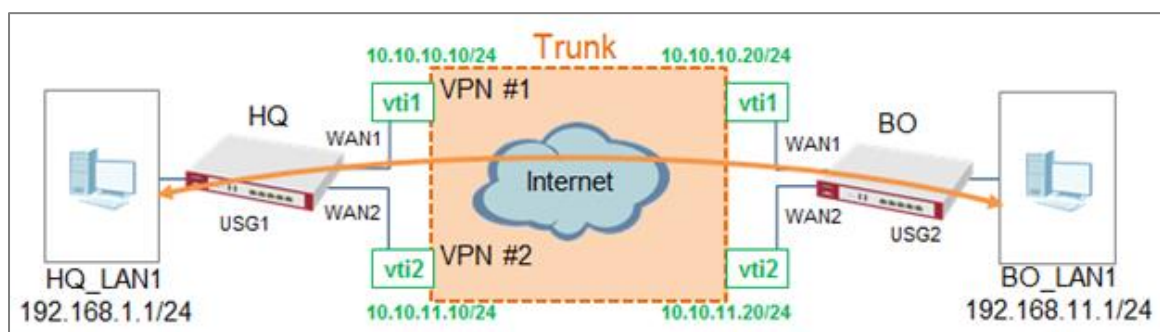 Trunk
10.10.10.10/24
10.10.10.20/24
VPN #1
vti1
vti1
HQ
BO
WAN1
WAN1
Internet
WAN2
WAN2
USG1
USG2
VPN #2
vti2
vti2
HQ_LAN1
192.168.1.1/24
10.10.11.10/24
10.10.11.20/24
BO_LAN1
192.168.11.1/24